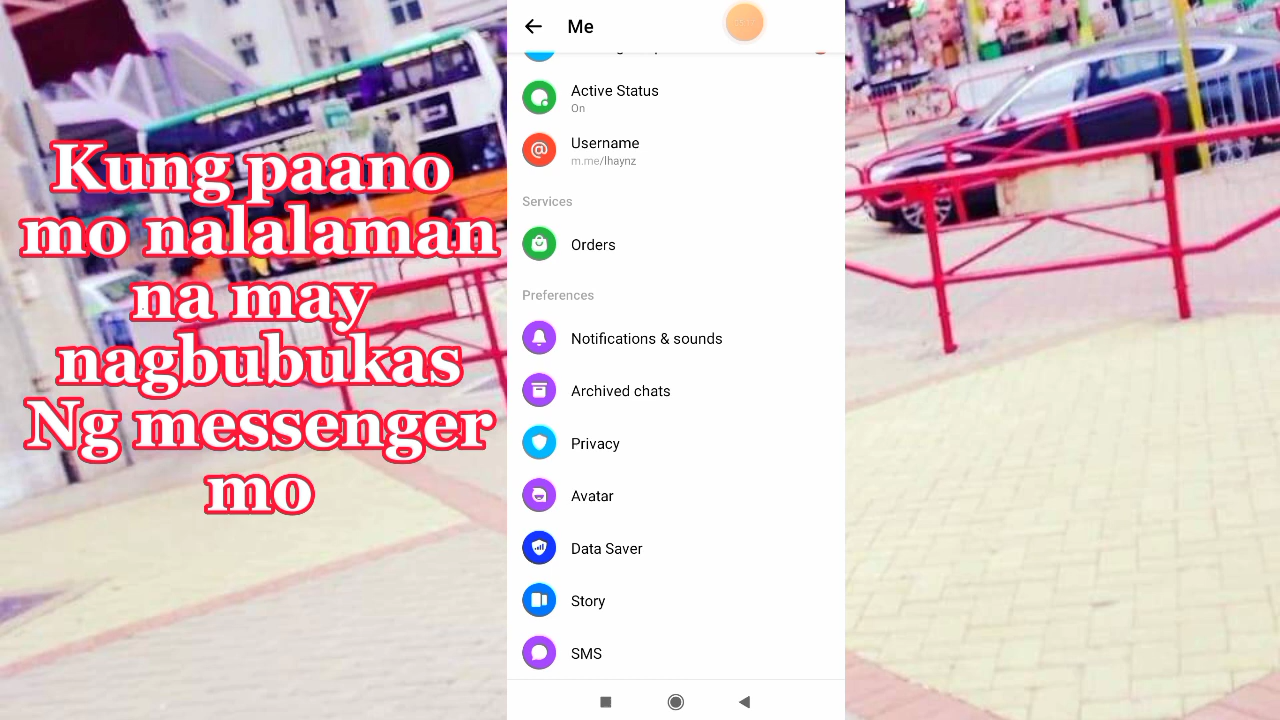 Kung paano
mo nalalaman
na may
nagbubukas
Ng messenger
mo
Me
Active Status
On
Username
m.me/lhaynz
Services
Orders
Preferences
Notifications & sounds
Archived chats
Privacy
Avatar
Data Saver
Story
SMS